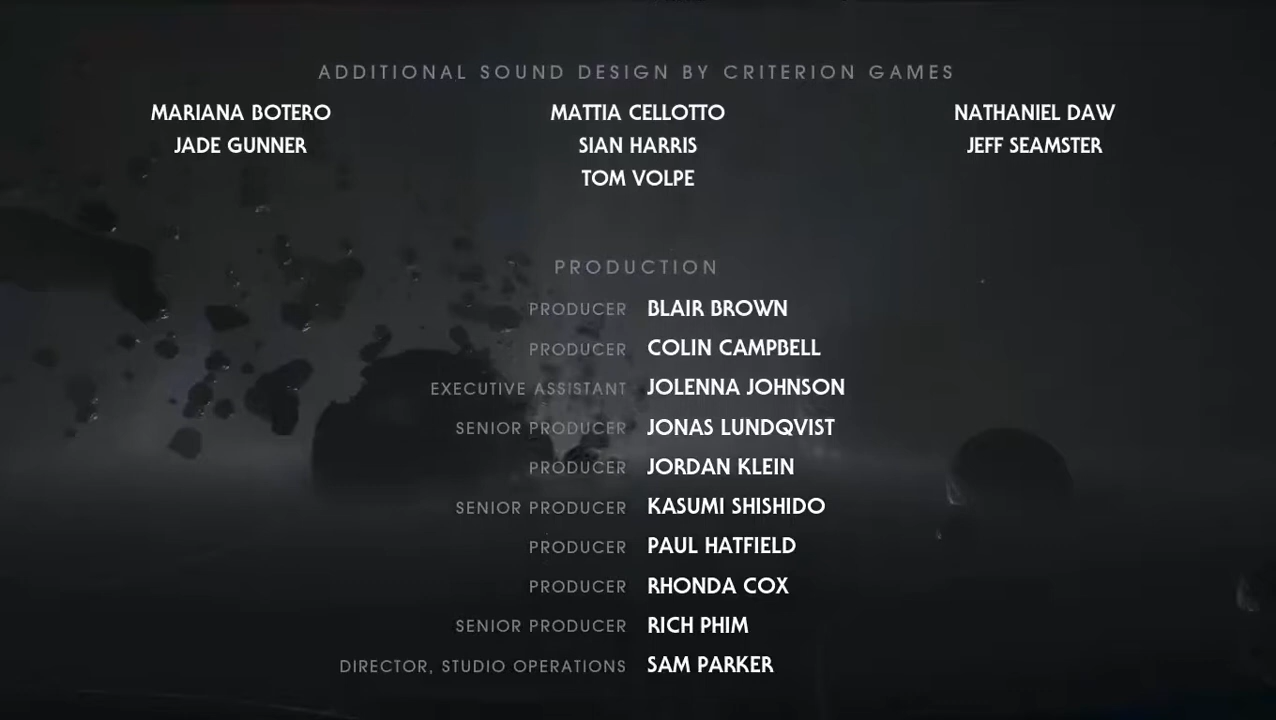 ADDITIONAL SOUND DESIGN BY CRITERION GAMES
MARIANA BOTERO MATTIA CELLOTTO NATHANIEL DAW
JADE GUNNER SIAN HARRIS JEFF SEAMSTER
TOM VOLPE
PRODUCTION
PRODUCER BLAIR BROWN
PRODUCER COLIN CAMPBELL
EXECUTIVE ASSISTANT JOLENNA JOHNSON
SENIOR PRODUCER JONAS LUNDQVIST
PRODUCER JORDAN KLEIN
SENIOR PRODUCER KASUMI SHISHIDO
PRODUCER PAUL HATFIELD
PRODUCER RHONDA COX
SENIOR PRODUCER RICH PHIM
DIRECTOR, STUDIO OPERATIONS SAM PARKER